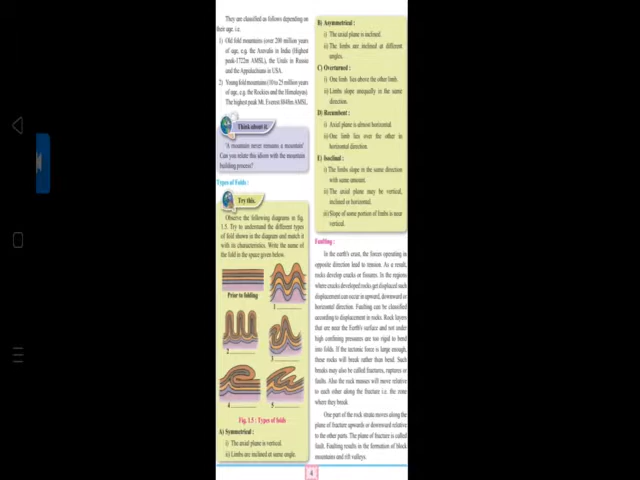 They are classified as follows depending on
their age. i.e.
1) Old fold mountains (over 200 million years
of age, e.g. the Aravalis in India (Highest
peak-1722m AMSL), the Urals in Russia
and the Appalachians in USA.
2) Young fold mountains (10 to 25 million years
of age, e.g. the Rockies and the Himalayas.
The highest peak Mt. Everest 8848m AMSL.
Think about it.
'A mountain never remains a mountain'
Can you relate this idiom with the mountain
building process?
Types of Folds :
Try this.
Observe the following diagrams in fig.
1.5. Try to understand the different types
of fold shown in the diagram and match it
with its characteristics. Write the name of
the fold in the space given below.
Prior to folding
1
2
3
4
5
Fig. 1.5 : Types of folds
A) Symmetrical :
i) The axial plane is vertical.
ii) Limbs are inclined at same angle.
B) Asymmetrical :
i) The axial plane is inclined.
ii) The limbs are inclined at different
angles.
C) Overturned :
i) One limb lies above the other limb.
ii) Limbs slope unequally in the same
direction.
D) Recumbent :
i) Axial plane is almost horizontal.
ii) One limb lies over the other in
horizontal direction.
E) Isoclinal :
i) The limbs slope in the same direction
with same amount.
ii) The axial plane may be vertical,
inclined or horizontal.
iii) Slope of some portion of limbs is near
vertical.
Faulting :
In the earth's crust, the forces operating in
opposite direction lead to tension. As a result,
rocks develop cracks or fissures. In the regions
where cracks developed rocks get displaced such
displacement can occur in upward, downward or
horizontal direction. Faulting can be classified
according to displacement in rocks. Rock layers
that are near the Earth's surface and not under
high confining pressures are too rigid to bend
into folds. If the tectonic force is large enough,
these rocks will break rather than bend. Such
breaks may also be called fractures, ruptures or
faults. Also the rock masses will move relative
to each other along the fracture i.e. the zone
where they break.
One part of the rock strata moves along the
plane of fracture upwards or downward relative
to the other parts. The plane of fracture is called
fault. Faulting results in the formation of block
mountains and rift valleys.
4